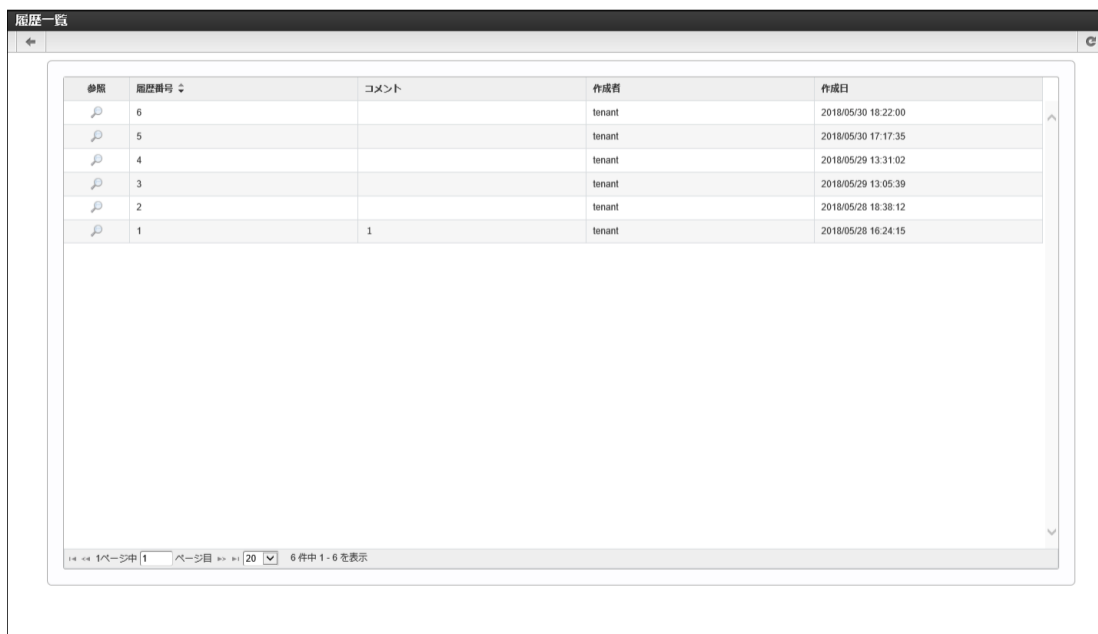 履歴一覧
参照 履歴番号 コメント 作成者 作成日
6 tenant 2018/05/30 18:22:00
5 tenant 2018/05/30 17:17:35
4 tenant 2018/05/29 13:31:02
3 tenant 2018/05/29 13:05:39
2 tenant 2018/05/28 18:38:12
1 1 tenant 2018/05/28 16:24:15
1ページ中 1 ページ目 20 6 件中 1 - 6 を表示